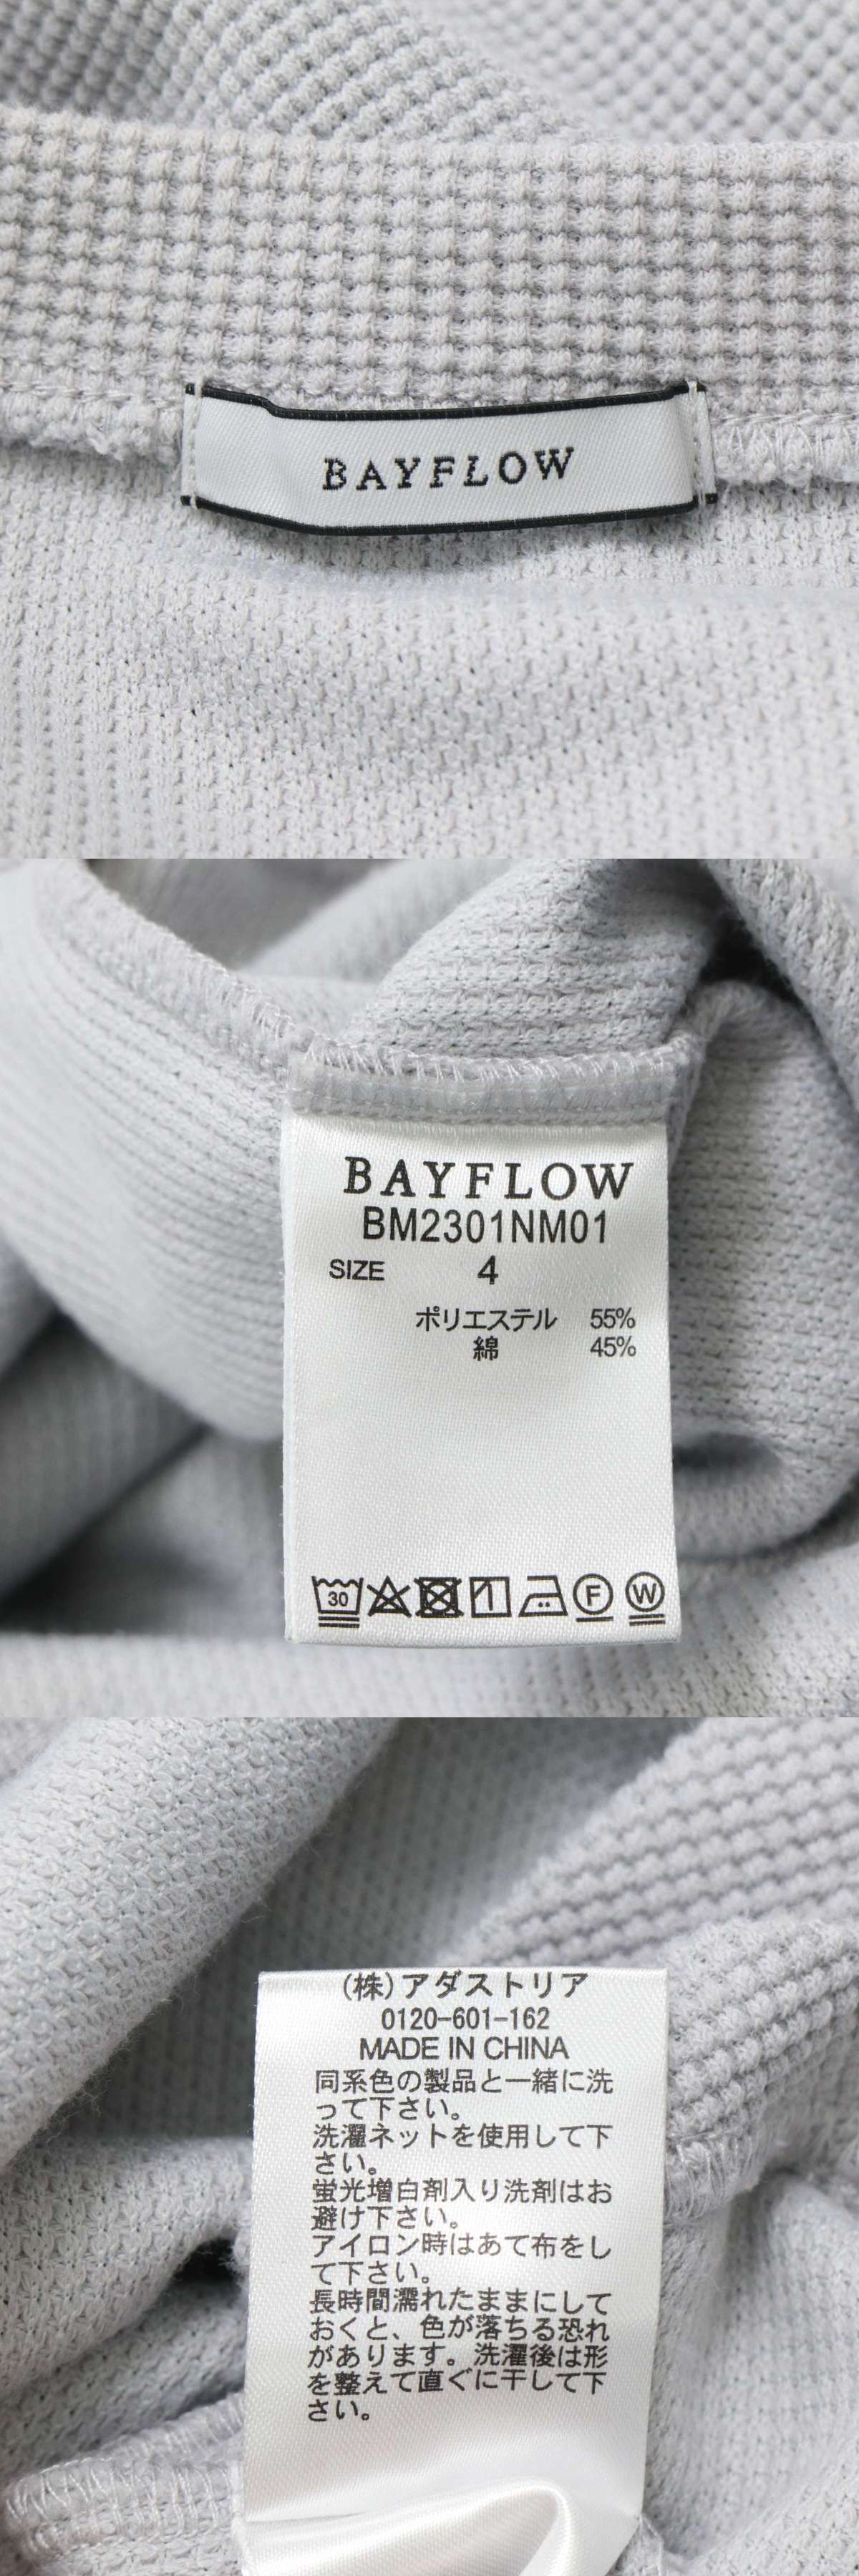 BAYFLOW
BAYFLOW
BM2301NM01
SIZE 4
ポリエステル 55%
綿 45%
30 F W
(株)アダストリア
0120-601-162
MADE IN CHINA
同系色の製品と一緒に洗
って下さい。
洗濯ネットを使用して下
さい。
蛍光増白剤入り洗剤はお
避け下さい。
アイロン時はあて布をし
て下さい。
長時間濡れたままにして
おくと、色が落ちる恐れ
があります。洗濯後は形
を整えて直ぐに干して下
さい。